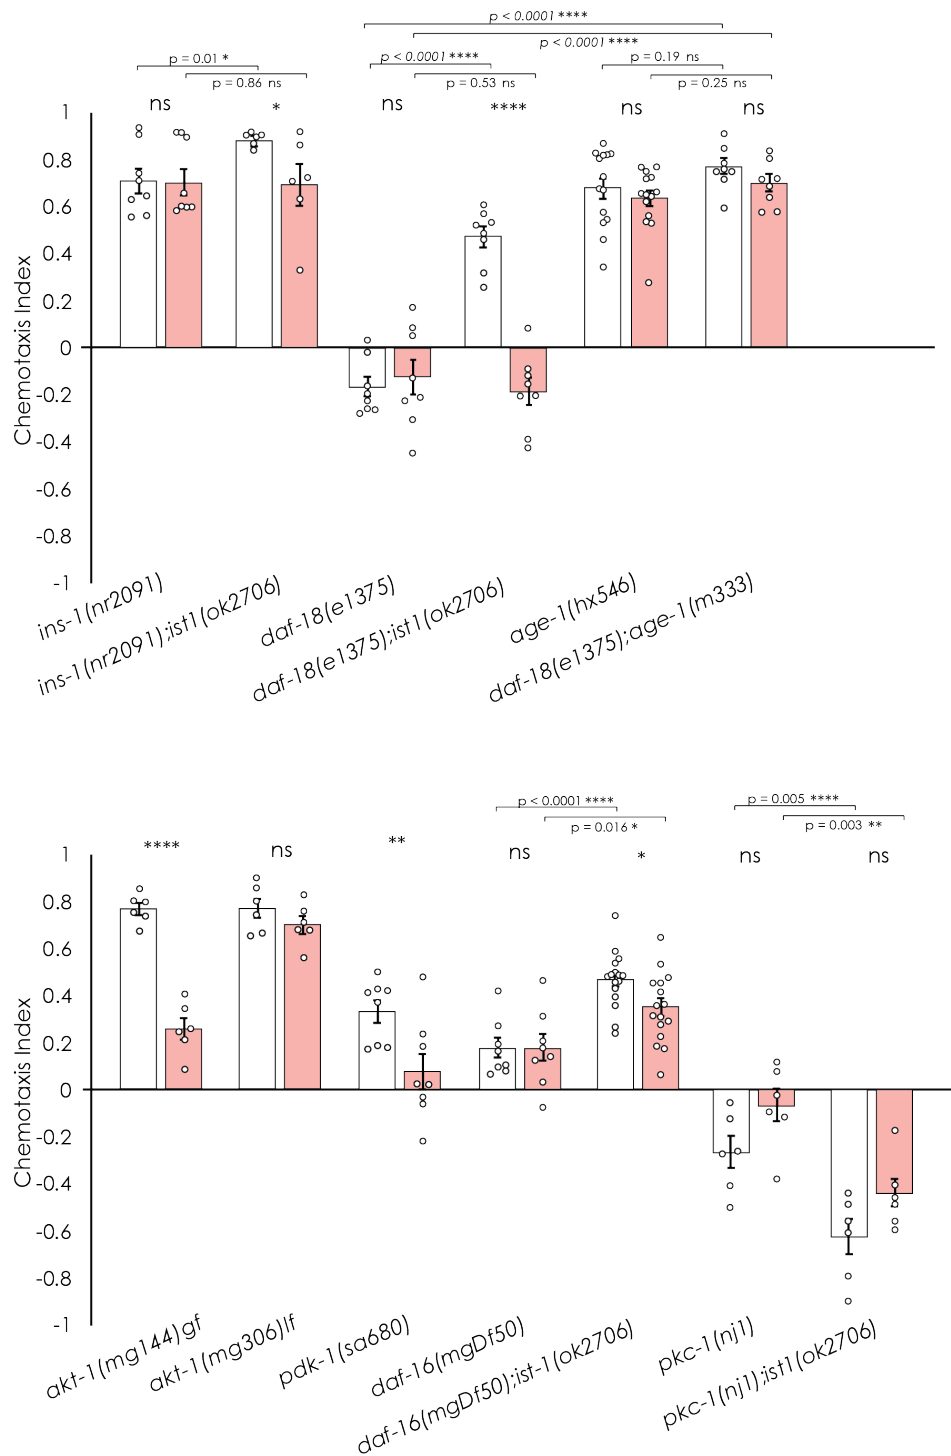 p < 0.0001 ****
p < 0.0001 ****
p < 0.0001 ****
p = 0.01 *
p = 0.19 ns
p = 0.86 ns
p = 0.53 ns
p = 0.25 ns
ns * ns **** ns ns
1
0.8
0.6
0.4
0.2
0
-0.2
-0.4
-0.6
-0.8
-1
Chemotaxis Index
ins-1(nr2091)
ins-1(nr2091);ist1(ok2706)
daf-18(e1375)
daf-18(e1375);ist1(ok2706)
age-1(hx546)
daf-18(e1375);age-1(m333)
p < 0.0001 ****
p = 0.005 ****
p = 0.016 *
p = 0.003 **
**** ns ** ns * ns ns
1
0.8
0.6
0.4
0.2
0
-0.2
-0.4
-0.6
-0.8
-1
Chemotaxis Index
akt-1(mg144)gf
akt-1(mg306)lf
pdk-1(sa680)
daf-16(mgDf50)
daf-16(mgDf50);ist-1(ok2706)
pkc-1(nj1)
pkc-1(nj1);ist1(ok2706)